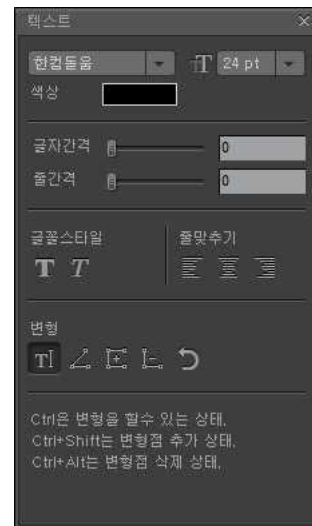 텍스트
한컴돋움
24 pt
색상
글자간격 0
줄간격 0
글꼴스타일 줄맞추기
변형
Ctrl은 변형을 할수 있는 상태,
Ctrl+Shift는 변형점 추가 상태,
Ctrl+Alt는 변형점 삭제 상태,